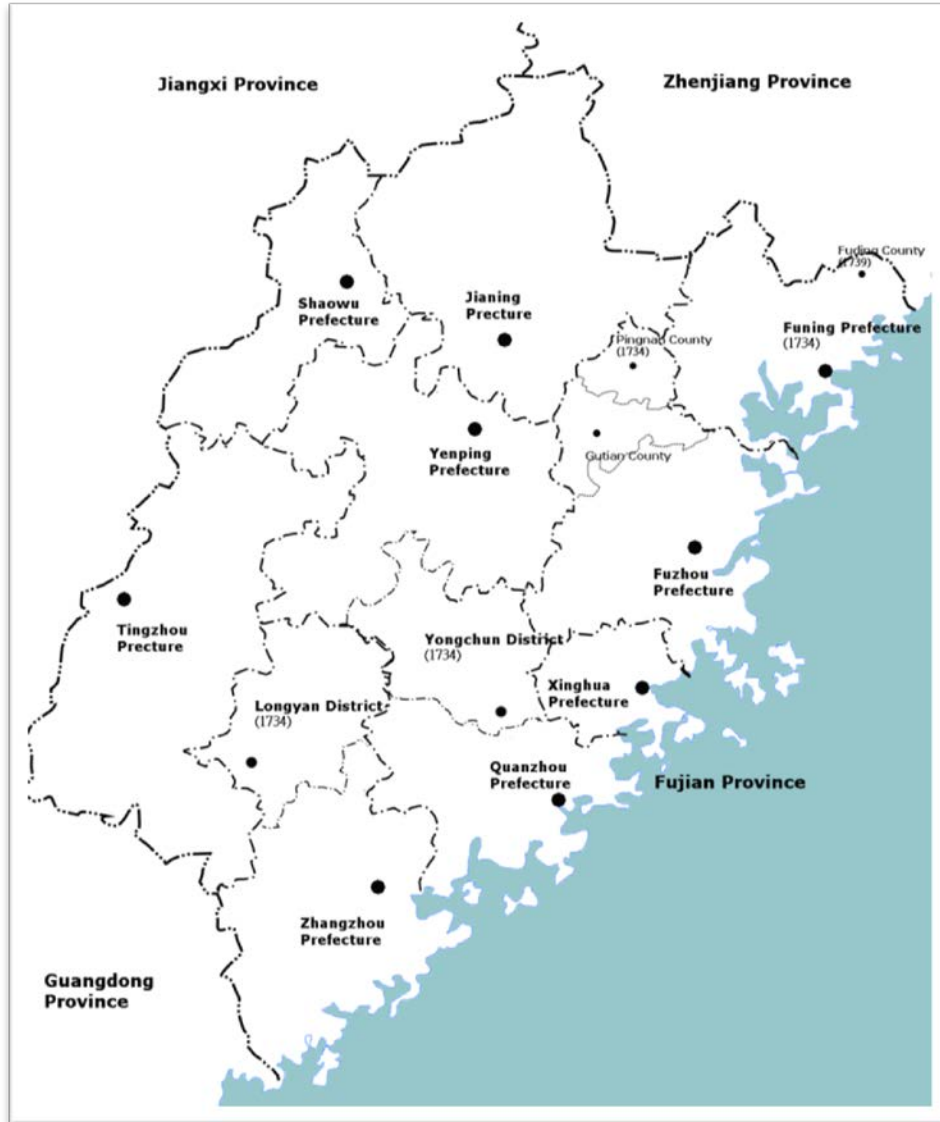 Jiangxi Province
Zhenjiang Province
Fuding County
(1739)
Shaowu
Prefecture
Jianing
Precture
Funing Prefecture
(1734)
Pingnan County
(1734)
Yenping
Prefecture
Gutian County
Fuzhou
Prefecture
Tingzhou
Precture
Yongchun District
(1734)
Longyan District
(1734)
Xinghua
Prefecture
Quanzhou
Prefecture
Fujian Province
Zhangzhou
Prefecture
Guangdong
Province